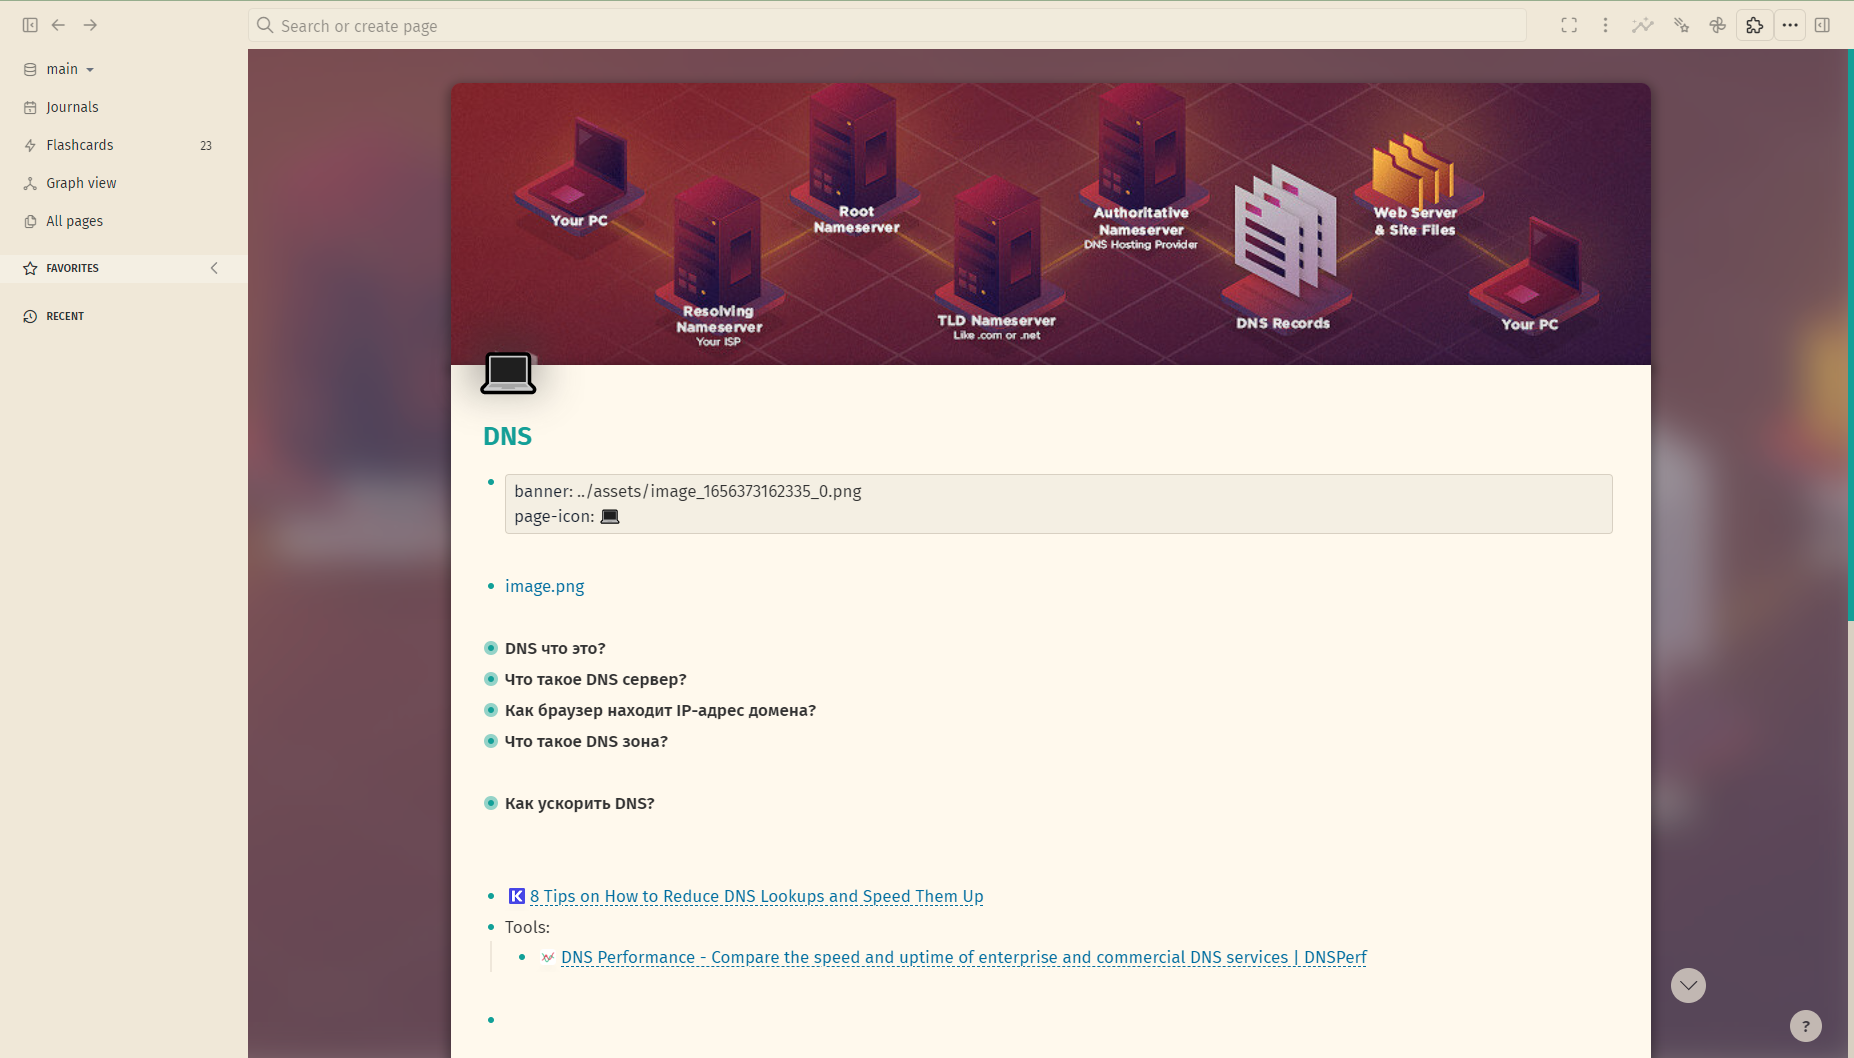 Search or create page
main
Journals
Flashcards 23
Graph view
All pages
FAVORITES
RECENT
Your PC
Resolving
Nameserver
Your ISP
Root
Nameserver
TLD Nameserver
Like .com or .net
Authoritative
Nameserver
DNS Hosting Provider
DNS Records
Web Server
& Site Files
Your PC
DNS
banner: ../assets/image_1656373162335_0.png
page-icon: 💻
image.png
DNS что это?
Что такое DNS сервер?
Как браузер находит IP-адрес домена?
Что такое DNS зона?
Как ускорить DNS?
K 8 Tips on How to Reduce DNS Lookups and Speed Them Up
Tools:
DNS Performance - Compare the speed and uptime of enterprise and commercial DNS services | DNSPerf
?